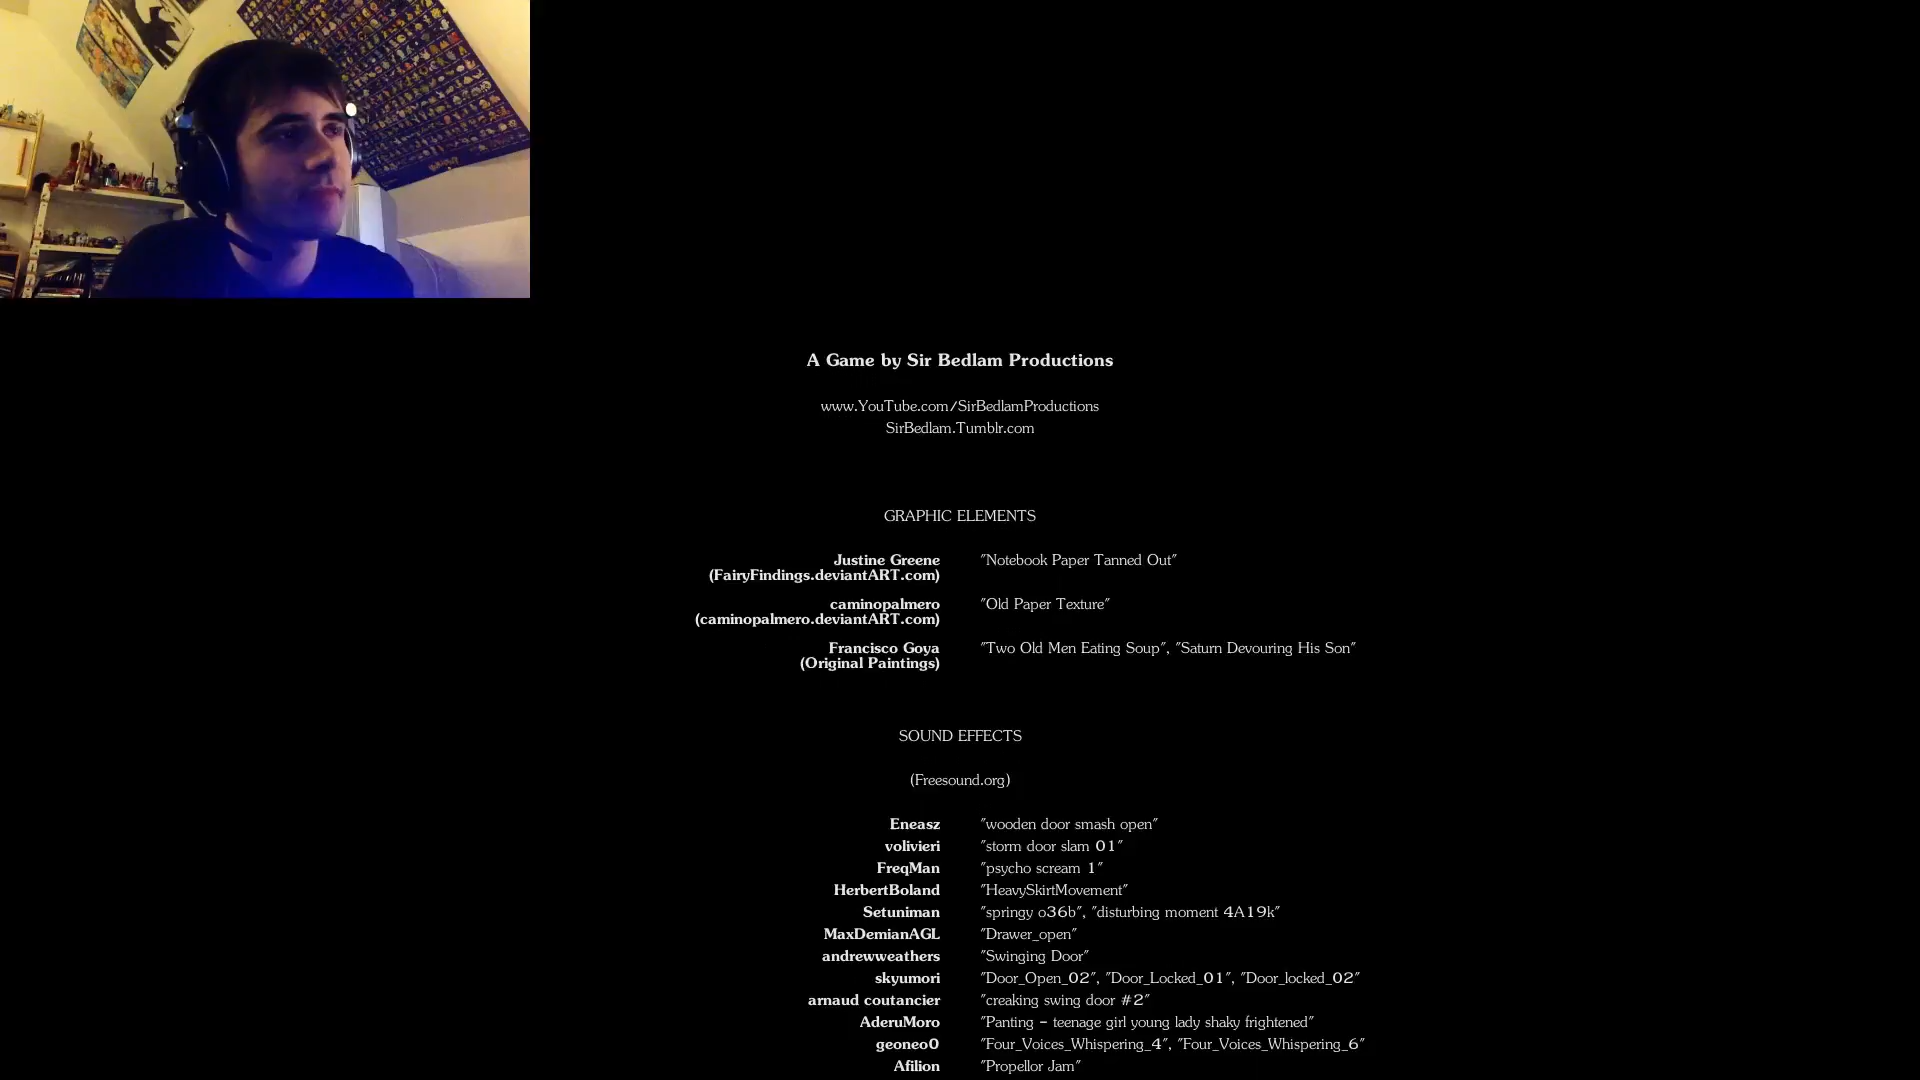 A Game by Sir Bedlam Productions
www.YouTube.com/SirBedlamProductions
SirBedlam.Tumblr.com
GRAPHIC ELEMENTS
Justine Greene "Notebook Paper Tanned Out"
(FairyFindings.deviantART.com)
caminopalmero "Old Paper Texture"
(caminopalmero.deviantART.com)
Francisco Goya "Two Old Men Eating Soup", "Saturn Devouring His Son"
(Original Paintings)
SOUND EFFECTS
(Freesound.org)
Eneasz "wooden door smash open"
volivieri "storm door slam 01"
FreqMan "psycho scream 1"
HerbertBoland "HeavySkirtMovement"
Setuniman "springy o36b", "disturbing moment 4A19k"
MaxDemianAGL "Drawer_open"
andrewweathers "Swinging Door"
skyumori "Door_Open_02", "Door_Locked_01", "Door_locked_02"
arnaud coutancier "creaking swing door #2"
AderuMoro "Panting - teenage girl young lady shaky frightened"
geoneo0 "Four_Voices_Whispering_4", "Four_Voices_Whispering_6"
Afilion "Propellor Jam"